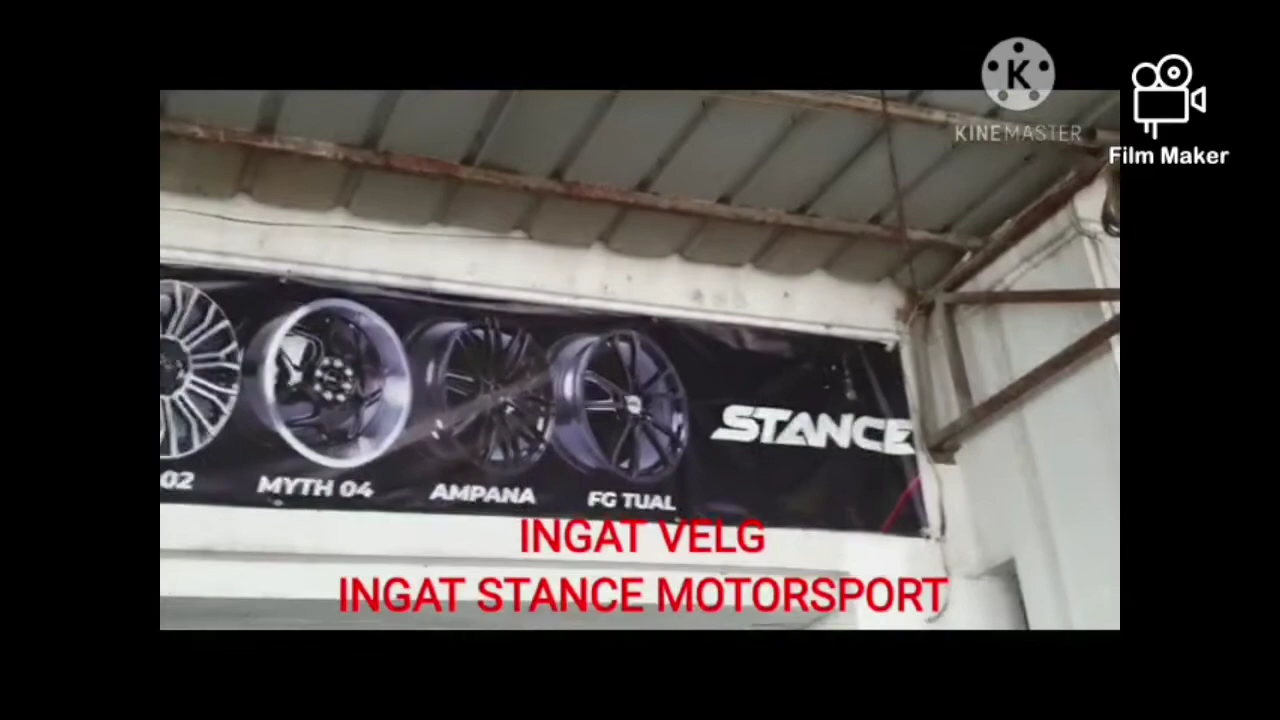 KINEMASTER
Film Maker
STANCE
02
MYTH 04
AMPANA
FG TUAL
INGAT VELG
INGAT STANCE MOTORSPORT